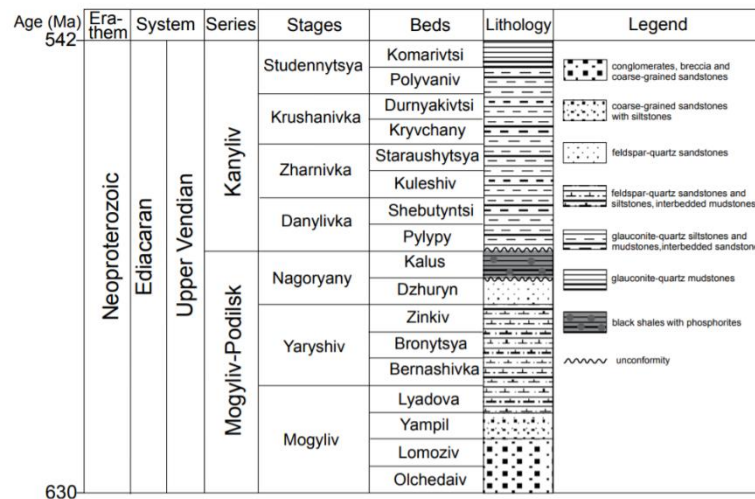 Age (Ma)
Era-
them
System
Series
Stages
Beds
Lithology
Legend
542
630
Neoproterozoic
Ediacaran
Upper Vendian
Kanyliv
Mogyliv-Podilsk
Studennytsya
Krushanivka
Zharnivka
Danylivka
Nagoryany
Yaryshiv
Mogyliv
Komarivtsi
Polyvaniv
Durnyakivtsi
Kryvchany
Staraushytsya
Kuleshiv
Shebutyntsi
Pylypy
Kalus
Dzhuryn
Zinkiv
Bronytsya
Bernashivka
Lyadova
Yampil
Lomoziv
Olchedaiv
conglomerates, breccia and
coarse-grained sandstones
coarse-grained sandstones
with siltstones
feldspar-quartz sandstones
feldspar-quartz sandstones and
siltstones, interbedded mudstones
glauconite-quartz siltstones and
mudstones,interbedded sandston
glauconite-quartz mudstones
black shales with phosphorites
unconformity